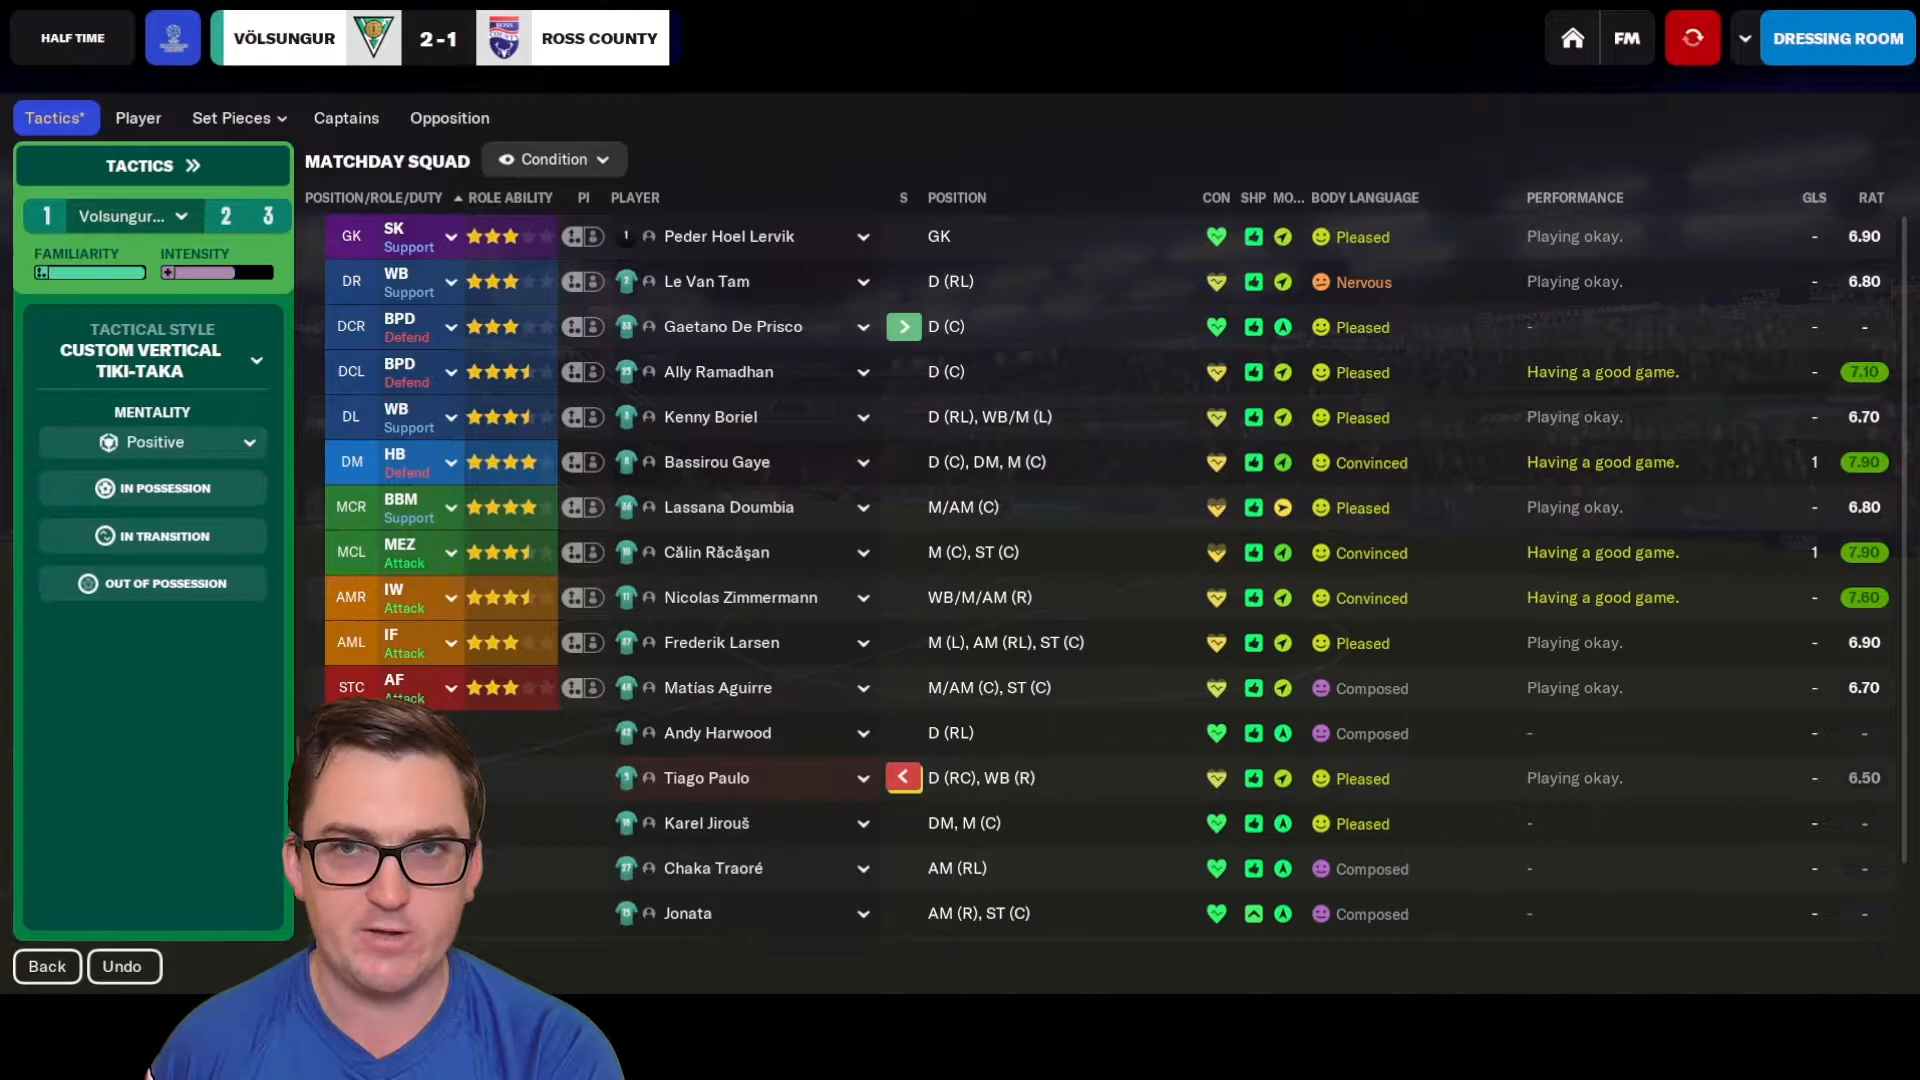 HALF TIME
VÖLSUNGUR 2 - 1 ROSS COUNTY
FM
DRESSING ROOM
Tactics* Player Set Pieces Captains Opposition
TACTICS
1 Volsungur... 2 3
FAMILIARITY INTENSITY
TACTICAL STYLE
CUSTOM VERTICAL
TIKI-TAKA
MENTALITY
Positive
IN POSSESSION
IN TRANSITION
OUT OF POSSESSION
MATCHDAY SQUAD Condition
POSITION/ROLE/DUTY ROLE ABILITY PI PLAYER S POSITION CON SHP MO... BODY LANGUAGE PERFORMANCE GLS RAT
GK SK Support 1 Peder Hoel Lervik GK Pleased Playing okay. - 6.90
DR WB Support Le Van Tam D (RL) Nervous Playing okay. - 6.80
DCR BPD Defend Gaetano De Prisco D (C) Pleased - - -
DCL BPD Defend Ally Ramadhan D (C) Pleased Having a good game. - 7.10
DL WB Support Kenny Boriel D (RL), WB/M (L) Pleased Playing okay. - 6.70
DM HB Defend Bassirou Gaye D (C), DM, M (C) Convinced Having a good game. 1 7.90
MCR BBM Support Lassana Doumbia M/AM (C) Pleased Playing okay. - 6.80
MCL MEZ Attack Călin Răcăşan M (C), ST (C) Convinced Having a good game. 1 7.90
AMR IW Attack Nicolas Zimmermann WB/M/AM (R) Convinced Having a good game. - 7.60
AML IF Attack Frederik Larsen M (L), AM (RL), ST (C) Pleased Playing okay. - 6.90
STC AF Attack Matías Aguirre M/AM (C), ST (C) Composed Playing okay. - 6.70
Andy Harwood D (RL) Composed - - -
Tiago Paulo D (RC), WB (R) Pleased Playing okay. - 6.50
Karel Jirouš DM, M (C) Pleased - - -
Chaka Traoré AM (RL) Composed - - -
Jonata AM (R), ST (C) Composed - - -
Back Undo